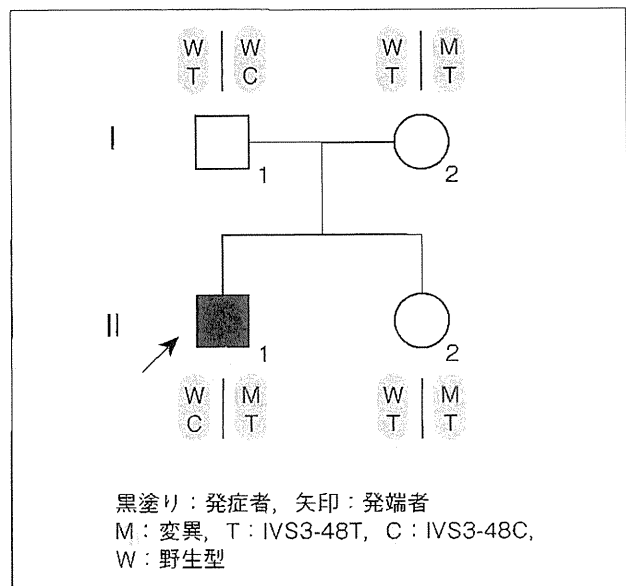 W | W W | M
T | C T | T
I
1 2
II
1 2
W | M W | M
C | T T | T
黒塗り：発症者，矢印：発端者
M：変異，T：IVS3-48T，C：IVS3-48C，
W：野生型